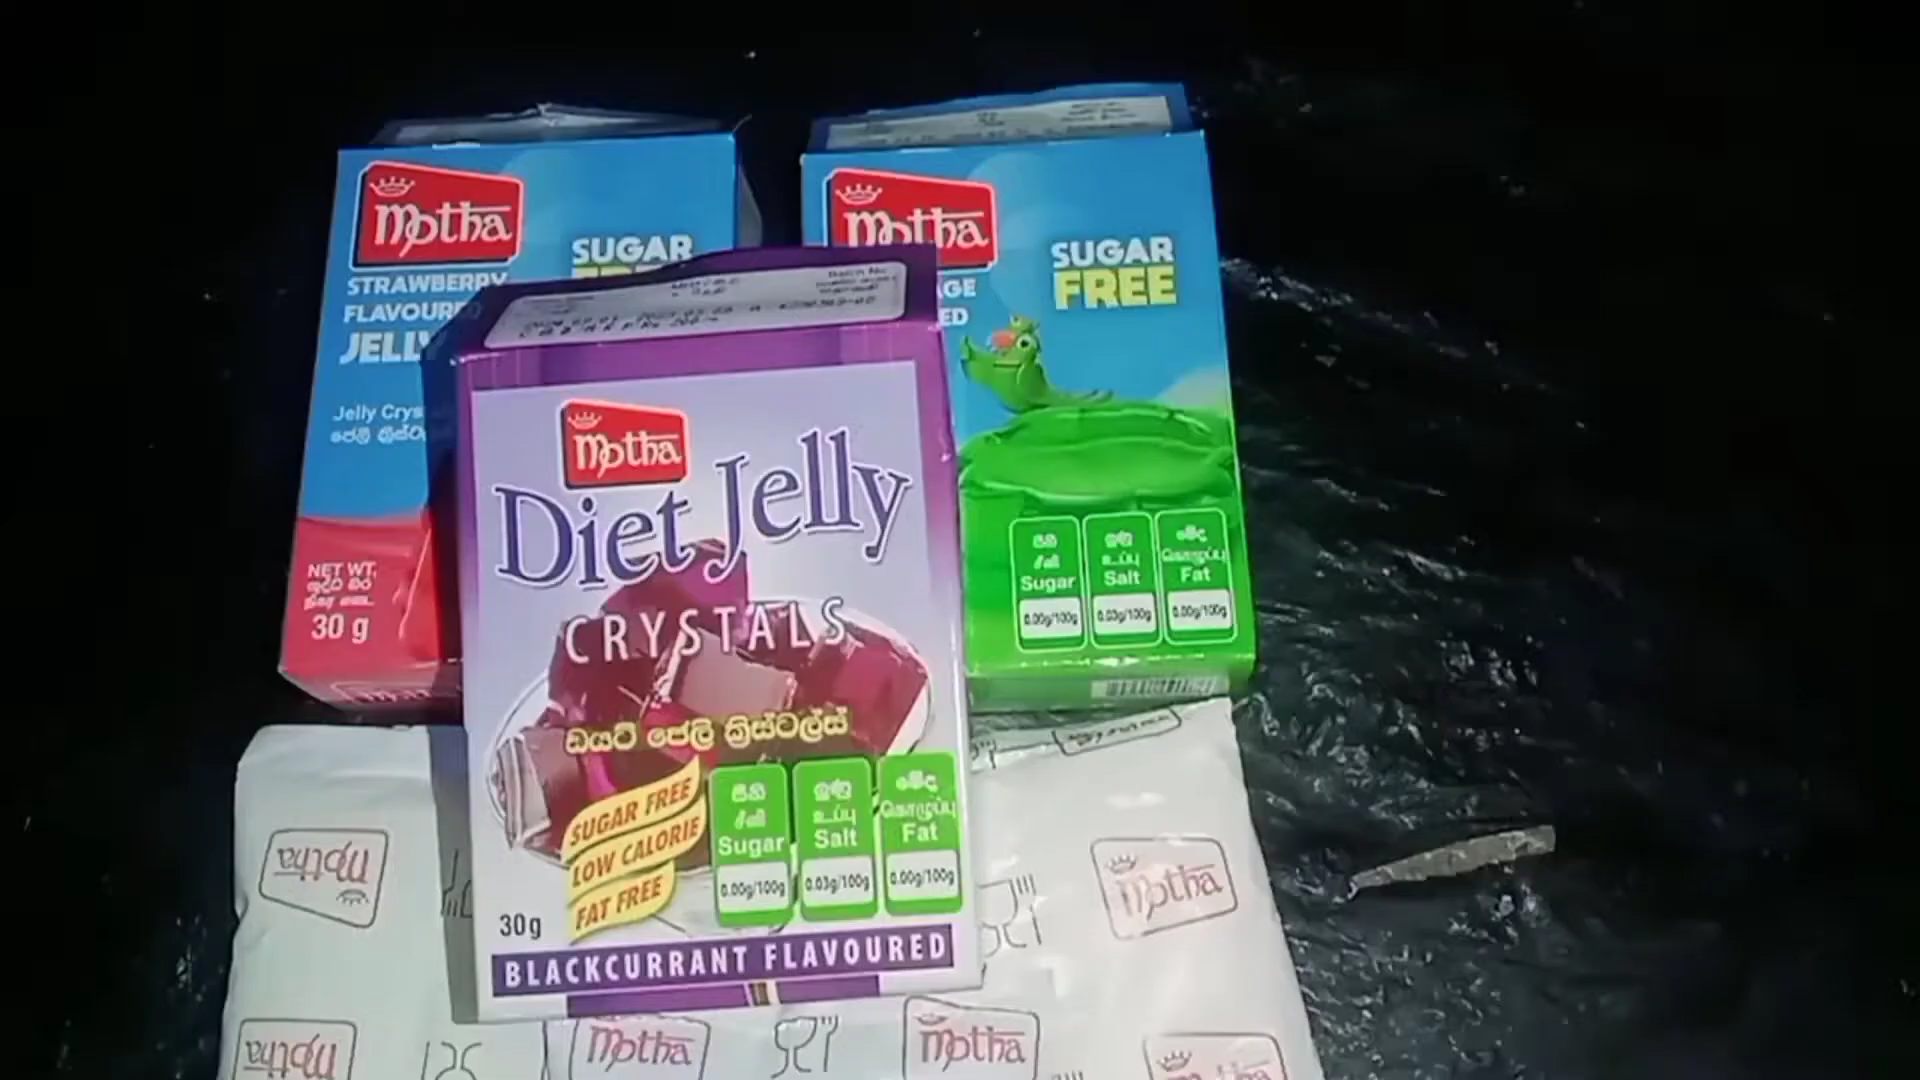 Motha
STRAWBERRY
FLAVOURED
JELLY
SUGAR
Jelly Crys
NET WT.
30 g
Motha
SUGAR
FREE
සීනි
சீனி
Sugar
0.00g/100g
ලුණු
உப்பு
Salt
0.03g/100g
මේද
கொழுப்பு
Fat
0.00g/100g
Batch No
Motha
Diet Jelly
CRYSTALS
ඩයට් ජෙලි ක්‍රිස්ටල්ස්
SUGAR FREE
LOW CALORIE
FAT FREE
සීනි
சீனி
Sugar
0.00g/100g
ලුණු
உப்பு
Salt
0.03g/100g
මේද
கொழுப்பு
Fat
0.00g/100g
30g
BLACKCURRANT FLAVOURED
Motha
Motha
Motha
Motha
Motha